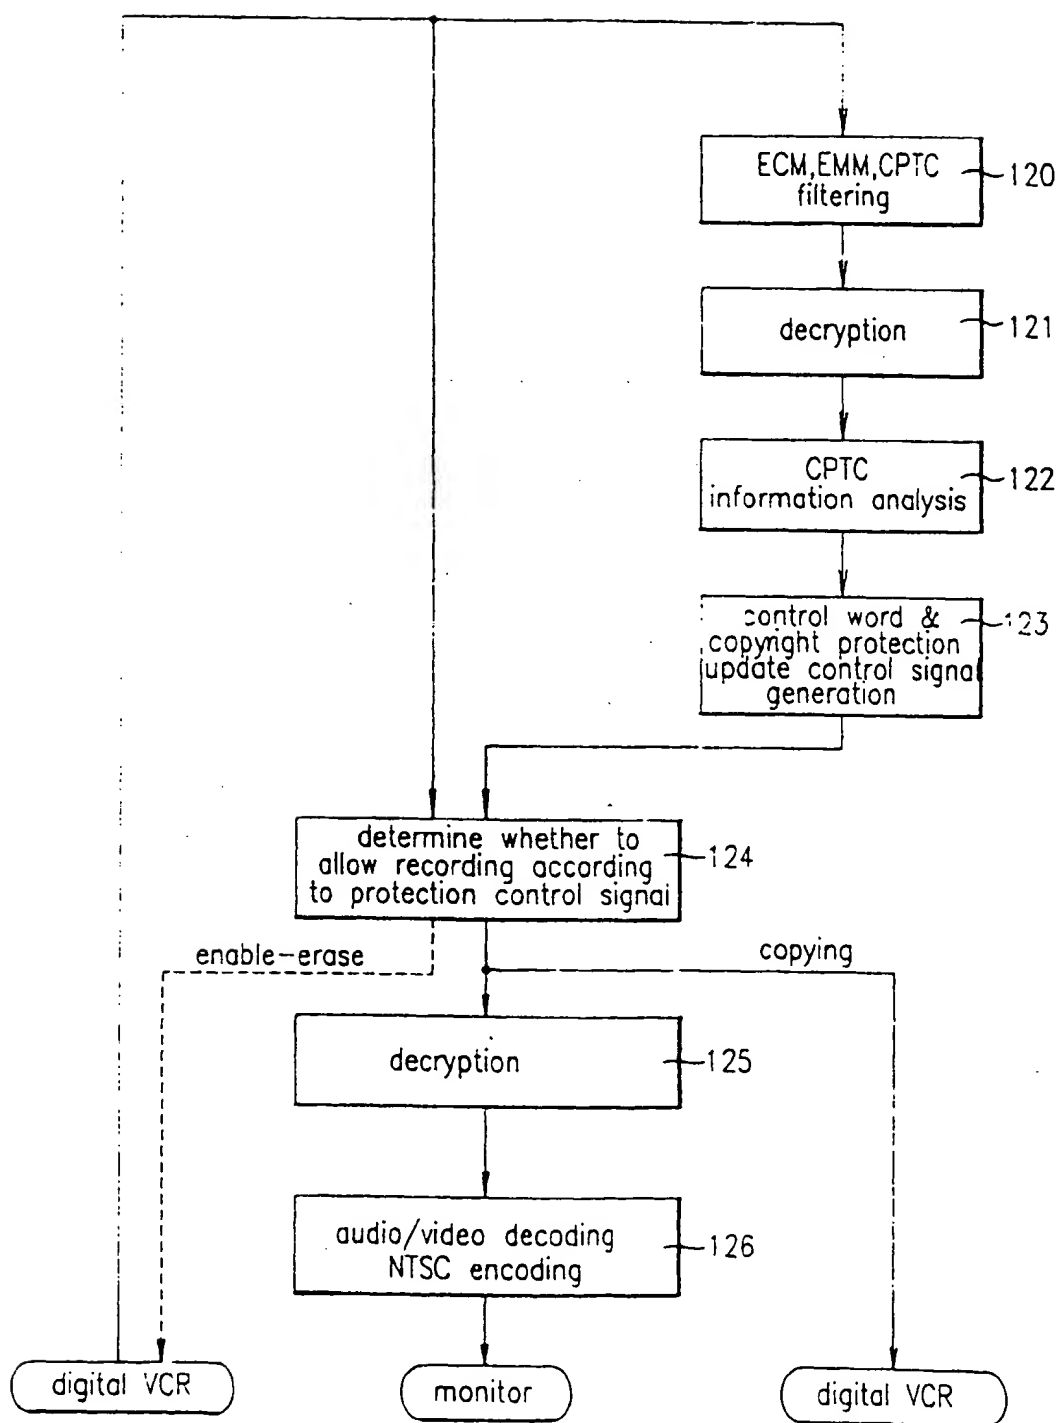 ECM,EMM,CPTC
filtering
120
decryption
121
CPTC
information analysis
122
control word &
copyright protection
update control signal
generation
123
determine whether to
allow recording according
to protection control signal
124
enable-erase
copying
decryption
125
audio/video decoding
NTSC encoding
126
digital VCR
monitor
digital VCR